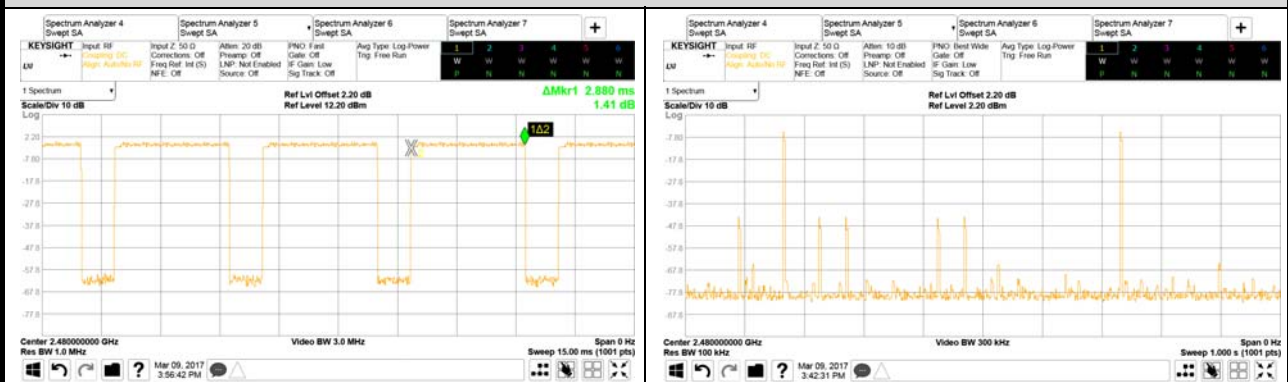 Spectrum Analyzer 4 Swept SA
Spectrum Analyzer 5 Swept SA
Spectrum Analyzer 6 Swept SA
Spectrum Analyzer 7 Swept SA
+
KEYSIGHT Input: RF
Coupling: DC
Align: Auto/No RF
Input Z: 50 Ω
Corrections: Off
Freq Ref: Int (S)
NFE: Off
Atten: 20 dB
Preamp: Off
LNP: Not Enabled
Source: Off
PNO: Fast
Gate: Off
IF Gain: Low
Sig Track: Off
Avg Type: Log-Power
Trig: Free Run
1 2 3 4 5 6
W W W W W W
P N N N N N
1 Spectrum
Scale/Div 10 dB
Log
Ref Lvl Offset 2.20 dB
Ref Level 12.20 dBm
ΔMkr1 2.880 ms
1.41 dB
1Δ2
2.20
-7.80
-17.8
-27.8
-37.8
-47.8
-57.8
-67.8
-77.8
Center 2.480000000 GHz
Res BW 1.0 MHz
Video BW 3.0 MHz
Span 0 Hz
Sweep 15.00 ms (1001 pts)
?
Mar 09, 2017
3:56:42 PM
Spectrum Analyzer 4 Swept SA
Spectrum Analyzer 5 Swept SA
Spectrum Analyzer 6 Swept SA
Spectrum Analyzer 7 Swept SA
+
KEYSIGHT Input: RF
Coupling: DC
Align: Auto/No RF
Input Z: 50 Ω
Corrections: Off
Freq Ref: Int (S)
NFE: Off
Atten: 10 dB
Preamp: Off
LNP: Not Enabled
Source: Off
PNO: Best Wide
Gate: Off
IF Gain: Low
Sig Track: Off
Avg Type: Log-Power
Trig: Free Run
1 2 3 4 5 6
W W W W W W
P N N N N N
1 Spectrum
Scale/Div 10 dB
Log
Ref Lvl Offset 2.20 dB
Ref Level 2.20 dBm
-7.80
-17.8
-27.8
-37.8
-47.8
-57.8
-67.8
-77.8
-87.8
Center 2.480000000 GHz
Res BW 100 kHz
Video BW 300 kHz
Span 0 Hz
Sweep 1.000 s (1001 pts)
?
Mar 09, 2017
3:42:31 PM